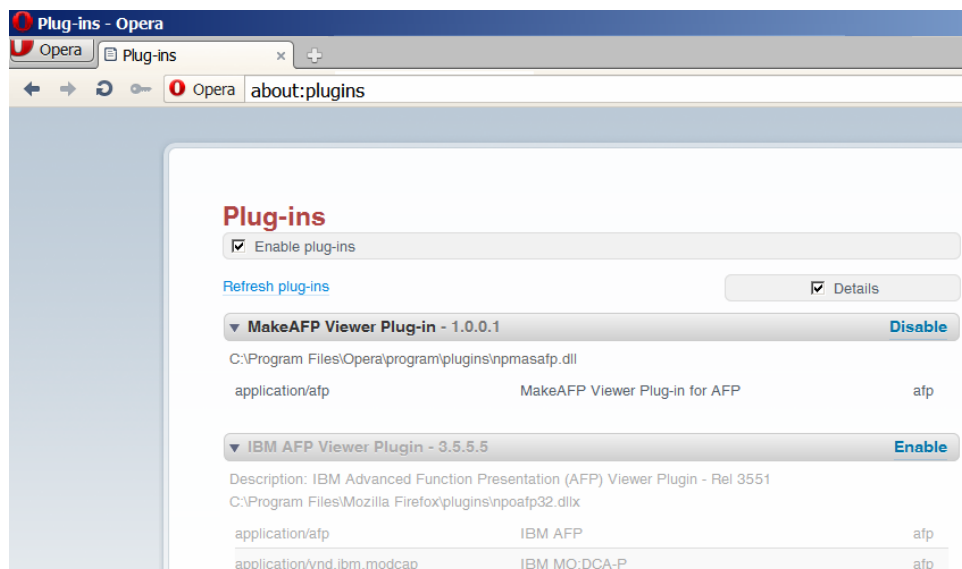 Plug-ins - Opera
Opera Plug-ins
Opera about:plugins
Plug-ins
Enable plug-ins
Refresh plug-ins Details
MakeAFP Viewer Plug-in - 1.0.0.1 Disable
C:\Program Files\Opera\program\plugins\npmasafp.dll
application/afp MakeAFP Viewer Plug-in for AFP afp
IBM AFP Viewer Plugin - 3.5.5.5 Enable
Description: IBM Advanced Function Presentation (AFP) Viewer Plugin - Rel 3551
C:\Program Files\Mozilla Firefox\plugins\npoafp32.dllx
application/afp IBM AFP afp
application/vnd.ibm.modcap IBM MO:DCA-P afp